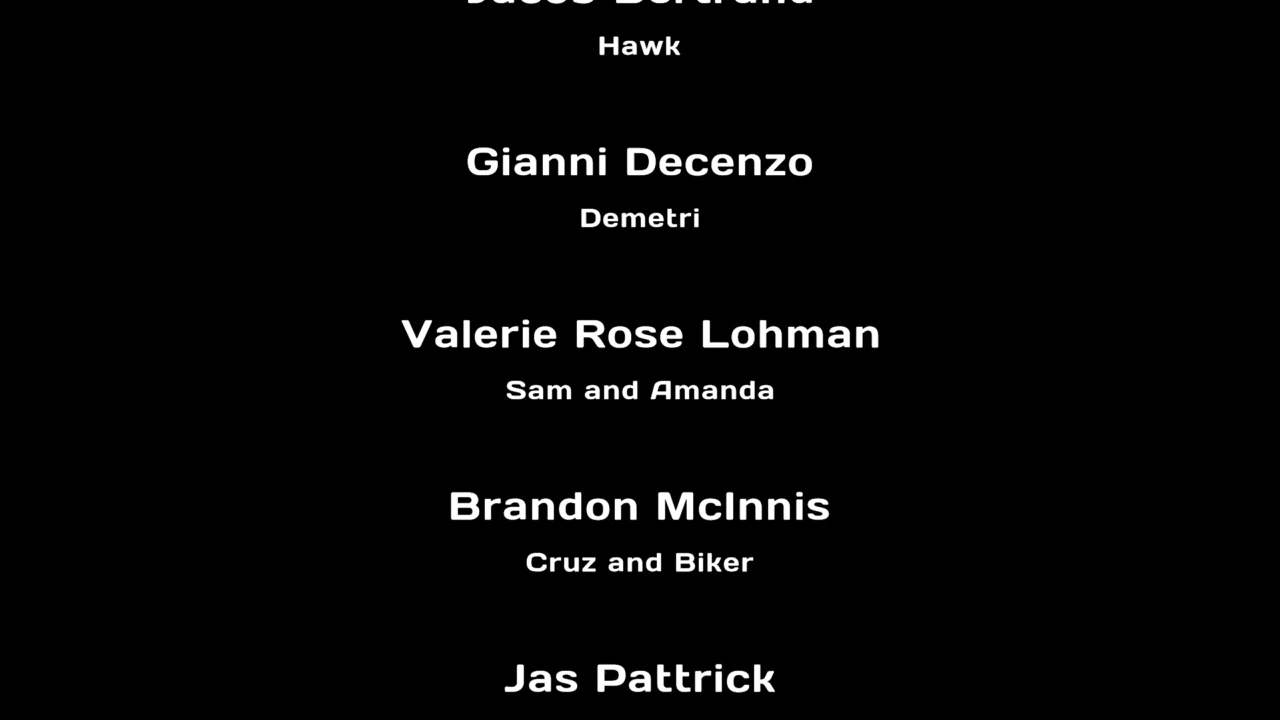 Hawk
Gianni Decenzo
Demetri
Valerie Rose Lohman
Sam and Amanda
Brandon McInnis
Cruz and Biker
Jas Pattrick